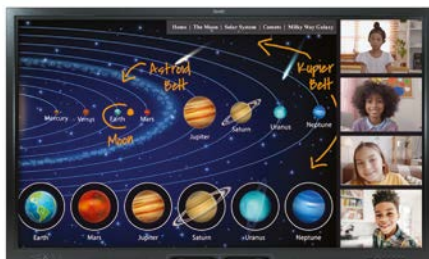 Home | The Moon | Solar System | Comets | Milky Way Galaxy
Astroid
Belt
Kupier
Belt
Mercury
Venus
Earth
Mars
Jupiter
Saturn
Uranus
Neptune
Moon
Earth
Mars
Jupiter
Saturn
Uranus
Neptune